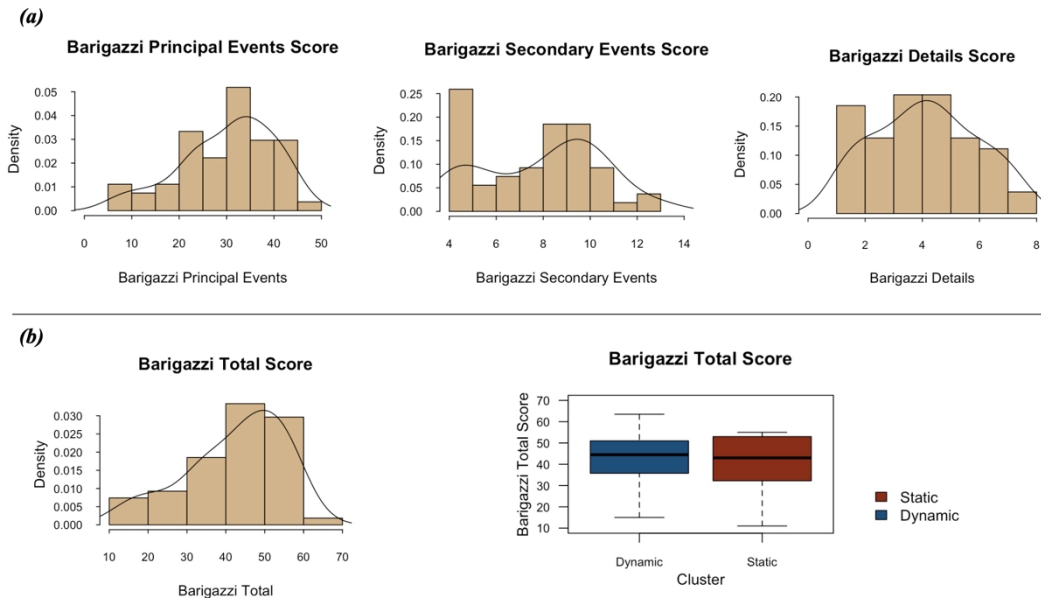 (a)
Barigazzi Principal Events Score
Density
0.05
0.04
0.03
0.02
0.01
0.00
0 10 20 30 40 50
Barigazzi Principal Events
Barigazzi Secondary Events Score
Density
0.25
0.20
0.15
0.10
0.05
0.00
4 6 8 10 12 14
Barigazzi Secondary Events
Barigazzi Details Score
Density
0.20
0.15
0.10
0.05
0.00
0 2 4 6 8
Barigazzi Details
(b)
Barigazzi Total Score
Density
0.030
0.025
0.020
0.015
0.010
0.005
0.000
10 20 30 40 50 60 70
Barigazzi Total
Barigazzi Total Score
Barigazzi Total Score
70
60
50
40
30
20
10
Dynamic Static
Cluster
Static
Dynamic